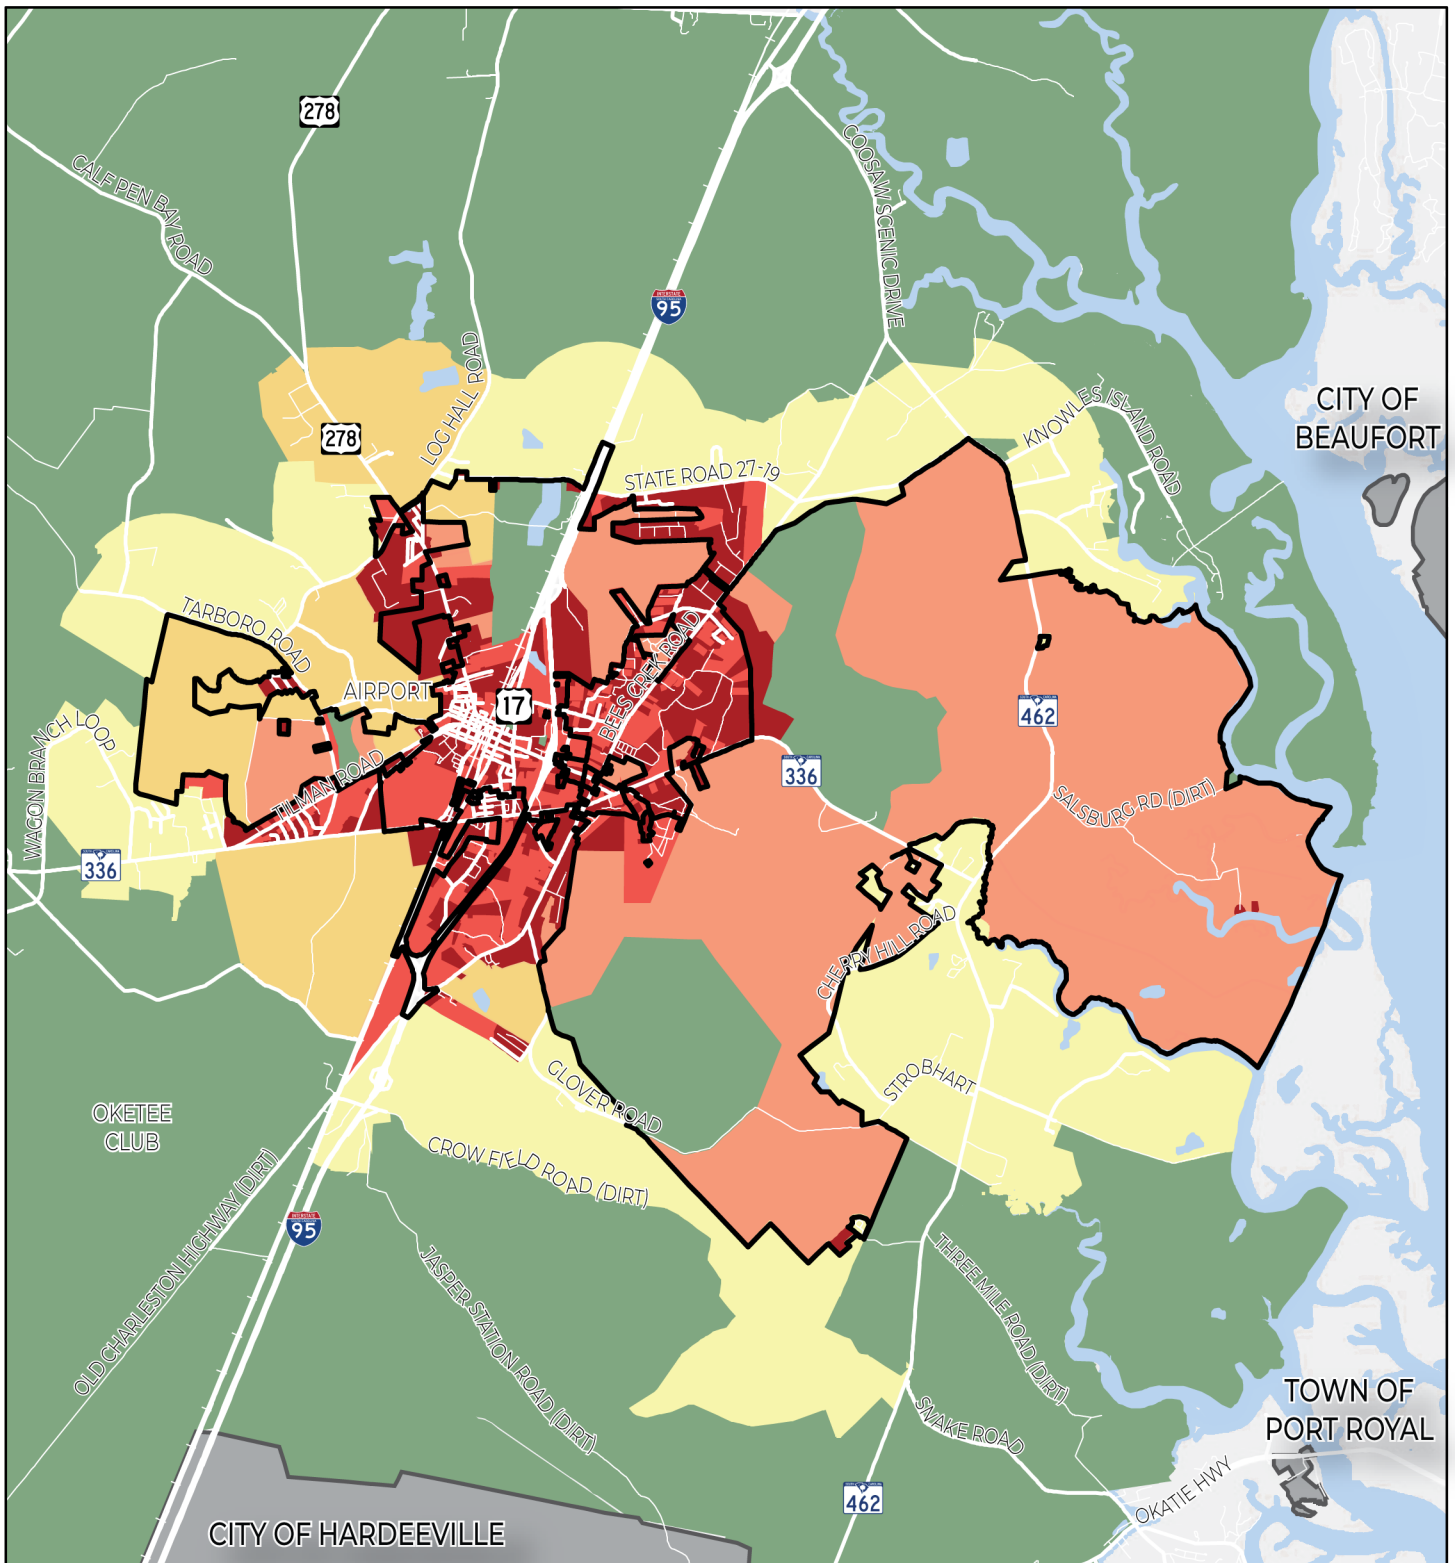 278
CALF PEN BAY ROAD
COOSAW SCENIC DRIVE
INTERSTATE
95
LOG HALL ROAD
CITY OF
BEAUFORT
KNOWLES ISLAND ROAD
278
STATE ROAD 27-19
TARBORO ROAD
AIRPORT
17
BEES CREEK ROAD
462
WAGON BRANCH LOOP
336
TILMAN ROAD
SALSBURG RD (DIRT)
336
CHERRY HILL ROAD
GLOVER ROAD
STROBHART
OKETEE
CLUB
CROW FIELD ROAD (DIRT)
INTERSTATE
95
OLD CHARLESTON HIGHWAY (DIRT)
JASPER STATION ROAD (DIRT)
THREE MILE ROAD (DIRT)
TOWN OF
PORT ROYAL
SNAKE ROAD
OKATIE HWY
462
CITY OF HARDEEVILLE